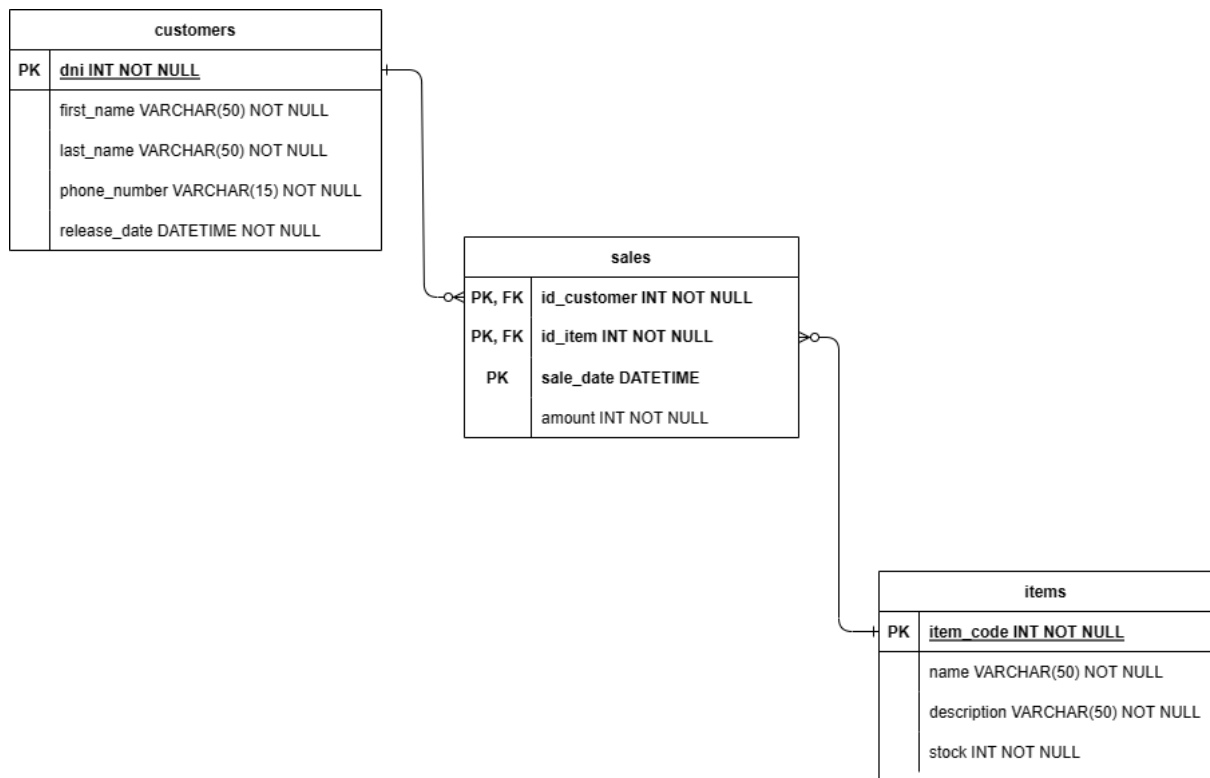 customers
PK dni INT NOT NULL
first_name VARCHAR(50) NOT NULL
last_name VARCHAR(50) NOT NULL
phone_number VARCHAR(15) NOT NULL
release_date DATETIME NOT NULL
sales
PK, FK id_customer INT NOT NULL
PK, FK id_item INT NOT NULL
PK sale_date DATETIME
amount INT NOT NULL
items
PK item_code INT NOT NULL
name VARCHAR(50) NOT NULL
description VARCHAR(50) NOT NULL
stock INT NOT NULL